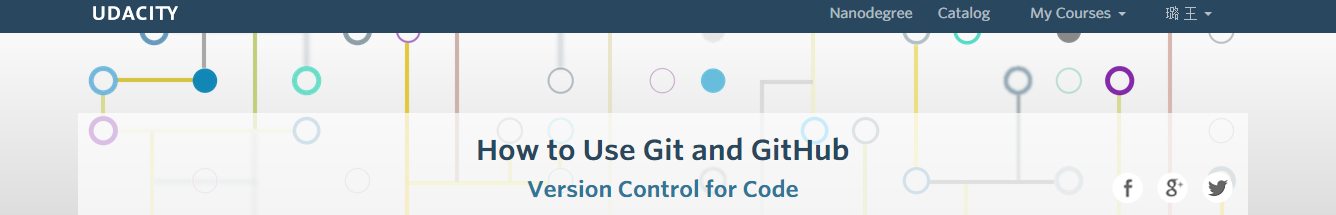 UDACITY Nanodegree Catalog My Courses 璐 王
How to Use Git and GitHub
Version Control for Code